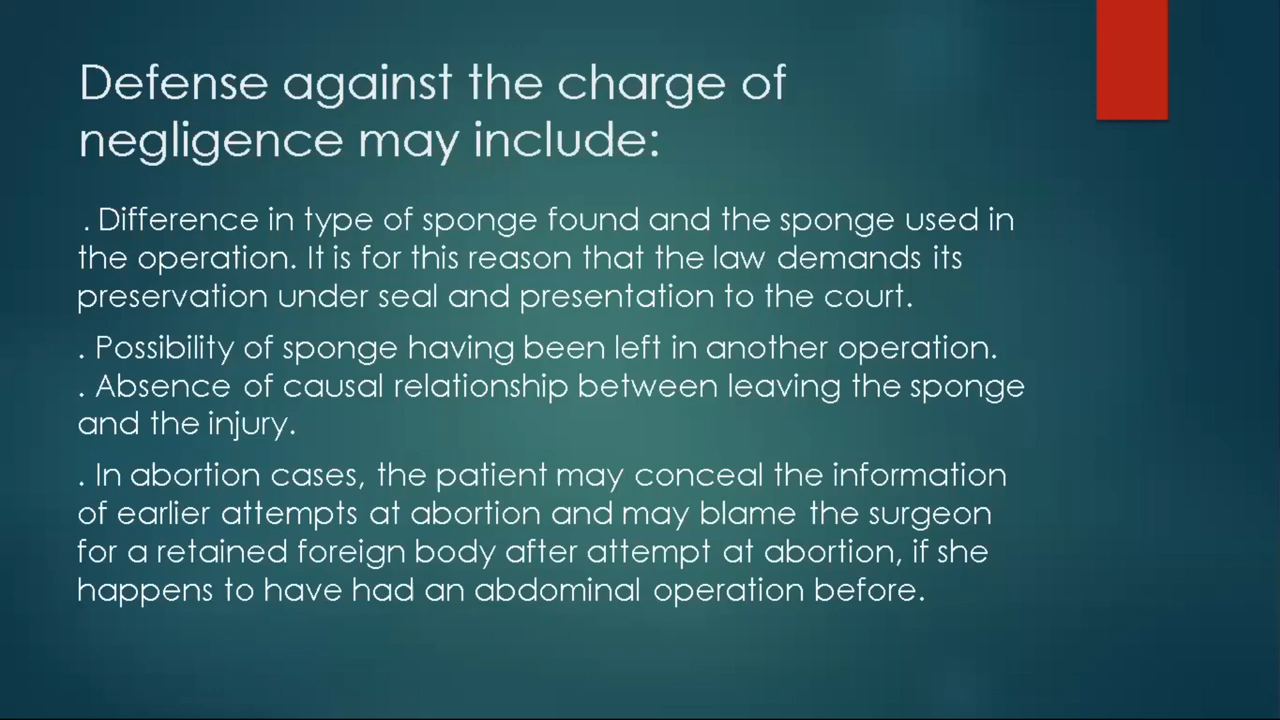 Defense against the charge of
negligence may include:
. Difference in type of sponge found and the sponge used in
the operation. It is for this reason that the law demands its
preservation under seal and presentation to the court.
. Possibility of sponge having been left in another operation.
. Absence of causal relationship between leaving the sponge
and the injury.
. In abortion cases, the patient may conceal the information
of earlier attempts at abortion and may blame the surgeon
for a retained foreign body after attempt at abortion, if she
happens to have had an abdominal operation before.